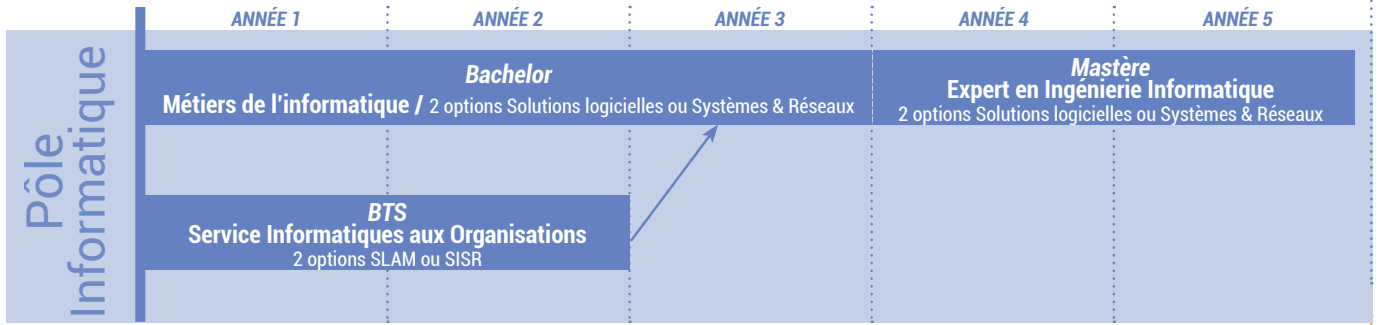 ANNÉE 1 ANNÉE 2 ANNÉE 3 ANNÉE 4 ANNÉE 5
Pôle
Informatique
Bachelor
Métiers de l'informatique / 2 options Solutions logicielles ou Systèmes & Réseaux
Mastère
Expert en Ingénierie Informatique
2 options Solutions logicielles ou Systèmes & Réseaux
BTS
Service Informatiques aux Organisations
2 options SLAM ou SISR